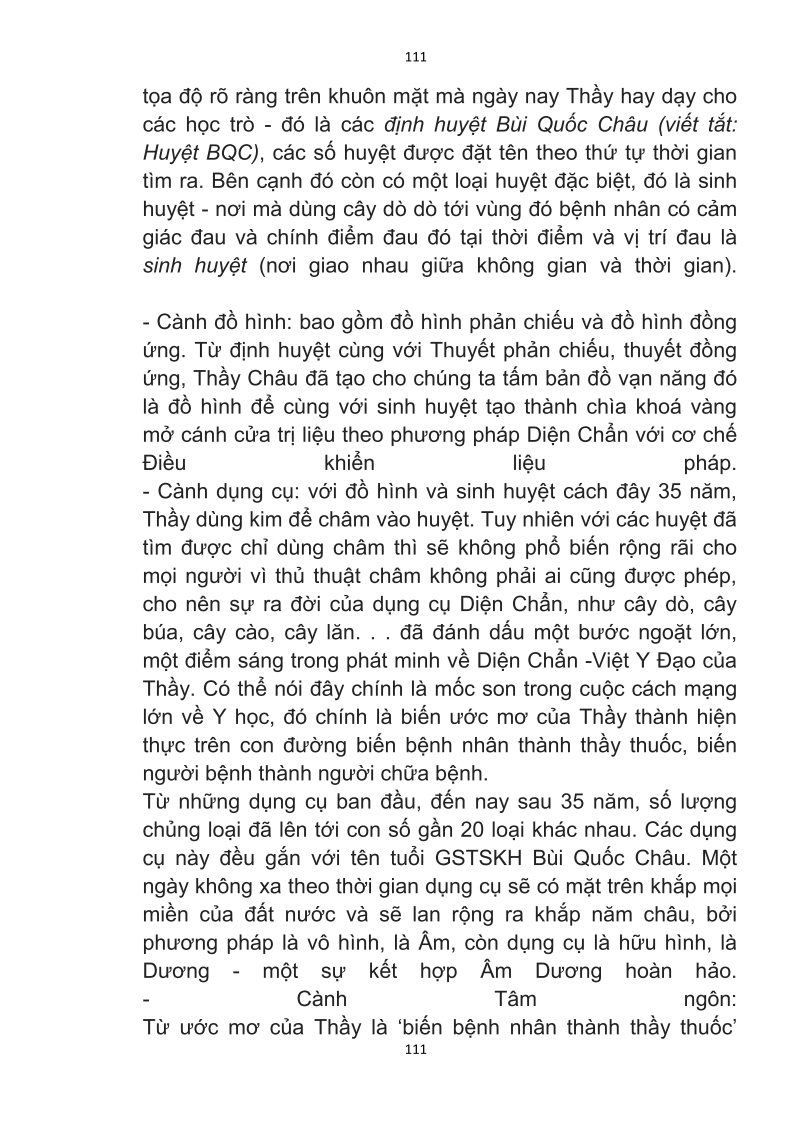 111
tọa độ rõ ràng trên khuôn mặt mà ngày nay Thầy hay dạy cho
các học trò - đó là các định huyệt Bùi Quốc Châu (viết tắt:
Huyệt BQC), các số huyệt được đặt tên theo thứ tự thời gian
tìm ra. Bên cạnh đó còn có một loại huyệt đặc biệt, đó là sinh
huyệt - nơi mà dùng cây dò dò tới vùng đó bệnh nhân có cảm
giác đau và chính điểm đau đó tại thời điểm và vị trí đau là
sinh huyệt (nơi giao nhau giữa không gian và thời gian).
- Cành đồ hình: bao gồm đồ hình phản chiếu và đồ hình đồng
ứng. Từ định huyệt cùng với Thuyết phản chiếu, thuyết đồng
ứng, Thầy Châu đã tạo cho chúng ta tấm bản đồ vạn năng đó
là đồ hình để cùng với sinh huyệt tạo thành chìa khoá vàng
mở cánh cửa trị liệu theo phương pháp Diện Chẩn với cơ chế
Điều khiển liệu pháp.
- Cành dụng cụ: với đồ hình và sinh huyệt cách đây 35 năm,
Thầy dùng kim để châm vào huyệt. Tuy nhiên với các huyệt đã
tìm được chỉ dùng châm thì sẽ không phổ biến rộng rãi cho
mọi người vì thủ thuật châm không phải ai cũng được phép,
cho nên sự ra đời của dụng cụ Diện Chẩn, như cây dò, cây
búa, cây cào, cây lăn. . . đã đánh dấu một bước ngoặt lớn,
một điểm sáng trong phát minh về Diện Chẩn -Việt Y Đạo của
Thầy. Có thể nói đây chính là mốc son trong cuộc cách mạng
lớn về Y học, đó chính là biến ước mơ của Thầy thành hiện
thực trên con đường biến bệnh nhân thành thầy thuốc, biến
người bệnh thành người chữa bệnh.
Từ những dụng cụ ban đầu, đến nay sau 35 năm, số lượng
chủng loại đã lên tới con số gần 20 loại khác nhau. Các dụng
cụ này đều gắn với tên tuổi GSTSKH Bùi Quốc Châu. Một
ngày không xa theo thời gian dụng cụ sẽ có mặt trên khắp mọi
miền của đất nước và sẽ lan rộng ra khắp năm châu, bởi
phương pháp là vô hình, là Âm, còn dụng cụ là hữu hình, là
Dương - một sự kết hợp Âm Dương hoàn hảo.
- Cành Tâm ngôn:
Từ ước mơ của Thầy là ‘biến bệnh nhân thành thầy thuốc’
111